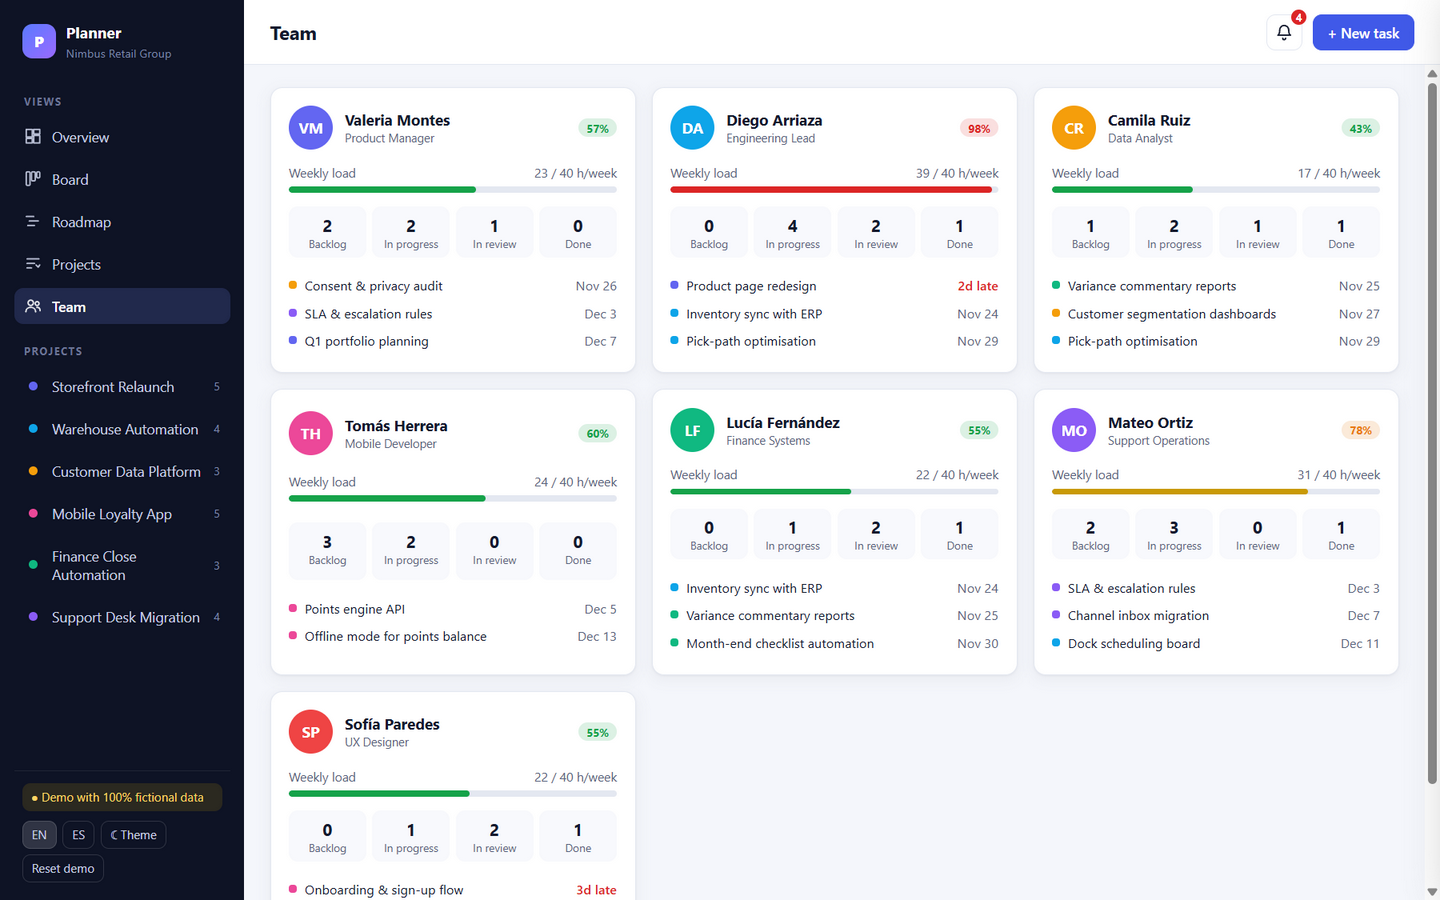 P
Planner
Nimbus Retail Group
VIEWS
Overview
Board
Roadmap
Projects
Team
PROJECTS
Storefront Relaunch 5
Warehouse Automation 4
Customer Data Platform 3
Mobile Loyalty App 5
Finance Close
Automation 3
Support Desk Migration 4
Demo with 100% fictional data
EN ES ☾ Theme
Reset demo
Team
4
+ New task
VM
Valeria Montes
Product Manager
57%
Weekly load 23 / 40 h/week
2 2 1 0
Backlog In progress In review Done
Consent & privacy audit Nov 26
SLA & escalation rules Dec 3
Q1 portfolio planning Dec 7
DA
Diego Arriaza
Engineering Lead
98%
Weekly load 39 / 40 h/week
0 4 2 1
Backlog In progress In review Done
Product page redesign 2d late
Inventory sync with ERP Nov 24
Pick-path optimisation Nov 29
CR
Camila Ruiz
Data Analyst
43%
Weekly load 17 / 40 h/week
1 2 1 1
Backlog In progress In review Done
Variance commentary reports Nov 25
Customer segmentation dashboards Nov 27
Pick-path optimisation Nov 29
TH
Tomás Herrera
Mobile Developer
60%
Weekly load 24 / 40 h/week
3 2 0 0
Backlog In progress In review Done
Points engine API Dec 5
Offline mode for points balance Dec 13
LF
Lucía Fernández
Finance Systems
55%
Weekly load 22 / 40 h/week
0 1 2 1
Backlog In progress In review Done
Inventory sync with ERP Nov 24
Variance commentary reports Nov 25
Month-end checklist automation Nov 30
MO
Mateo Ortiz
Support Operations
78%
Weekly load 31 / 40 h/week
2 3 0 1
Backlog In progress In review Done
SLA & escalation rules Dec 3
Channel inbox migration Dec 7
Dock scheduling board Dec 11
SP
Sofía Paredes
UX Designer
55%
Weekly load 22 / 40 h/week
0 1 2 1
Backlog In progress In review Done
Onboarding & sign-up flow 3d late